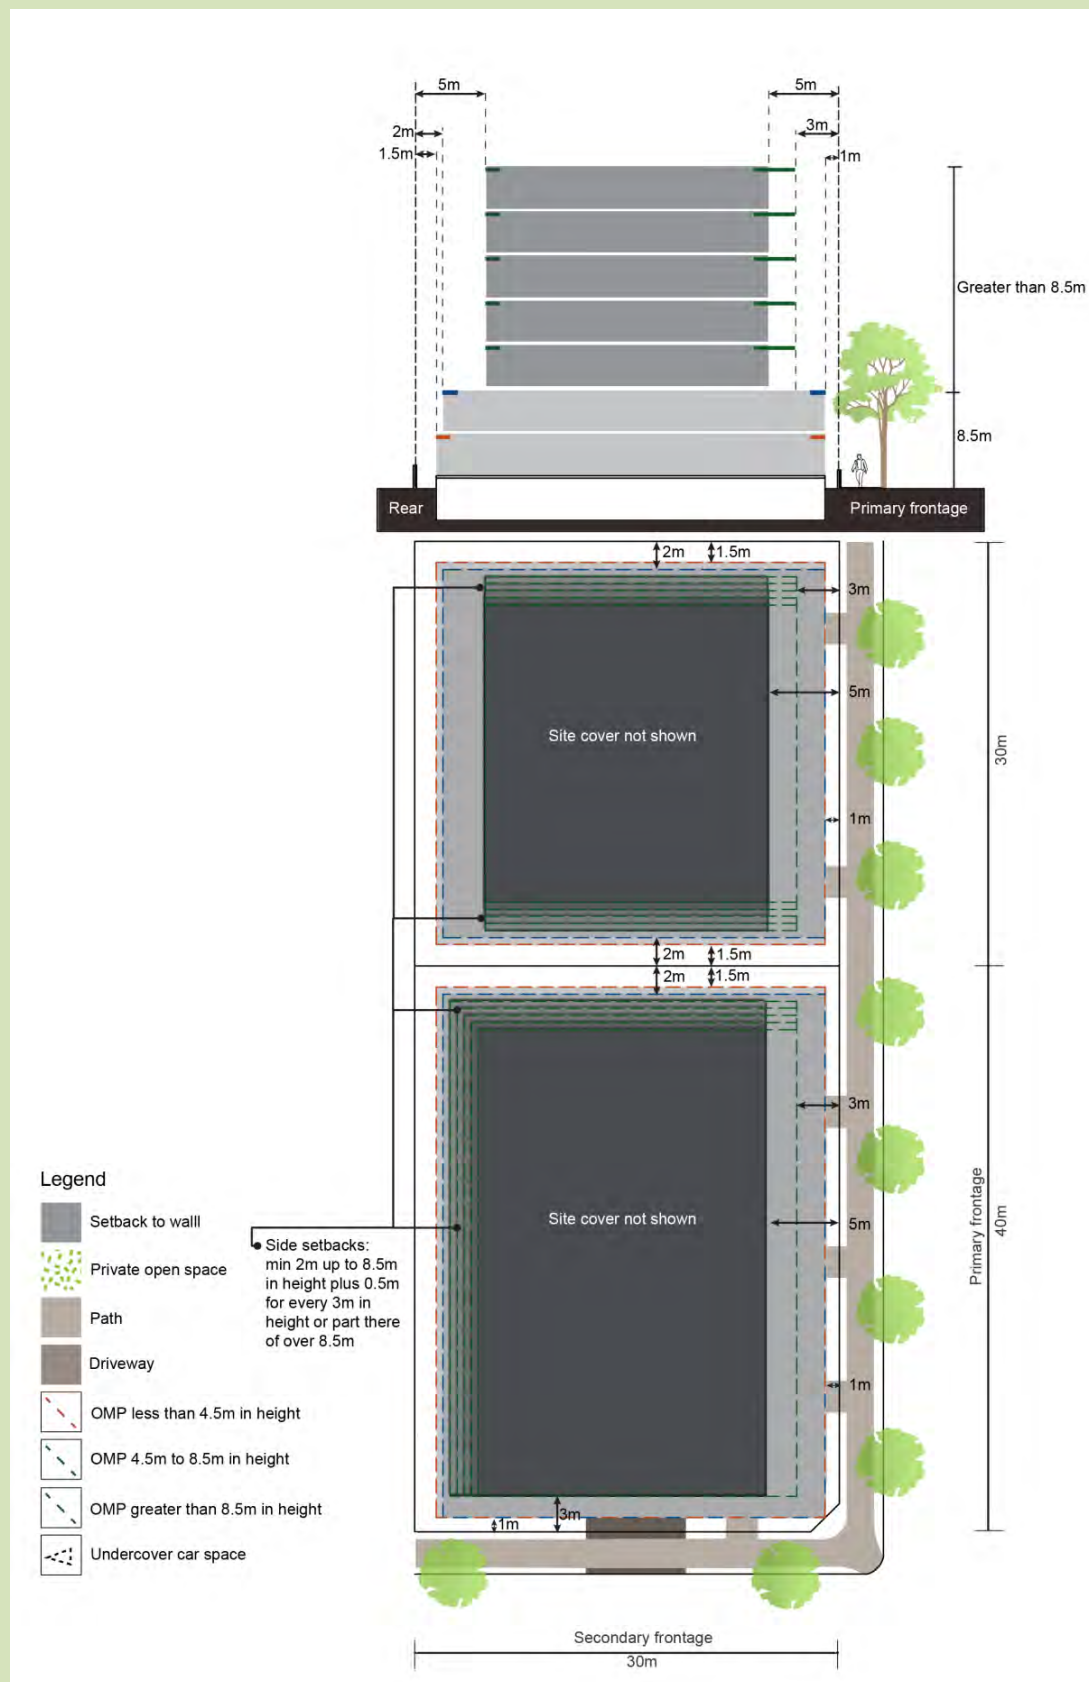 5m
5m
2m
3m
1.5m
1m
Greater than 8.5m
8.5m
Rear
Primary frontage
2m
1.5m
3m
5m
Site cover not shown
30m
1m
2m
1.5m
2m
1.5m
3m
Legend
Setback to walll
Private open space
Path
Driveway
OMP less than 4.5m in height
OMP 4.5m to 8.5m in height
OMP greater than 8.5m in height
Undercover car space
Side setbacks:
min 2m up to 8.5m
in height plus 0.5m
for every 3m in
height or part there
of over 8.5m
Site cover not shown
5m
Primary frontage
40m
1m
3m
1m
Secondary frontage
30m